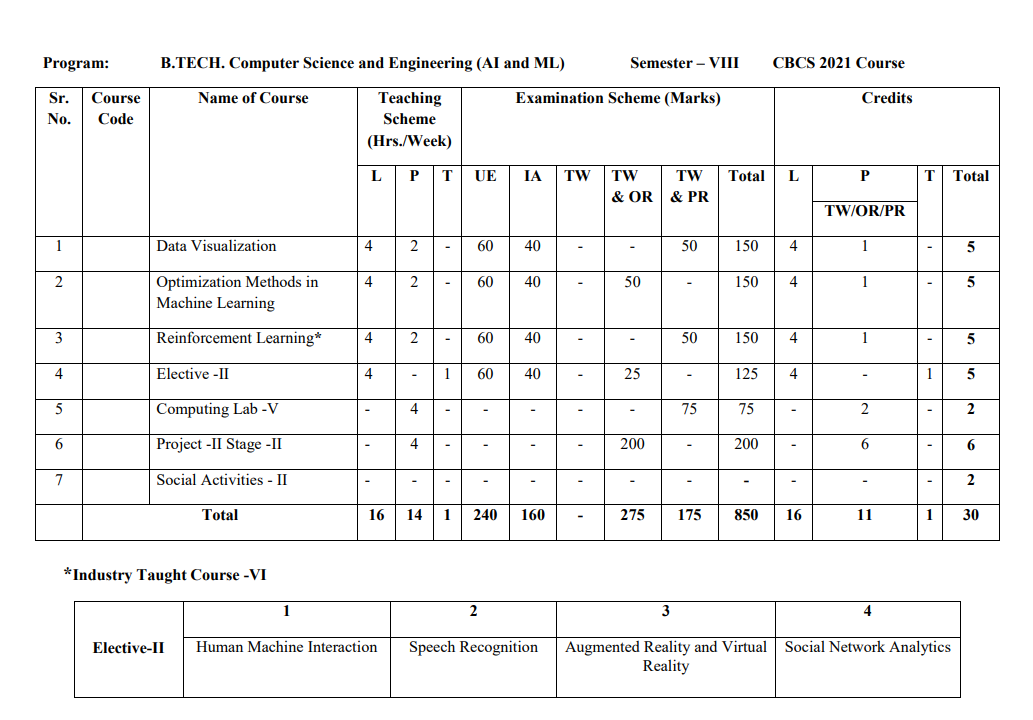 Program: B.TECH. Computer Science and Engineering (AI and ML) Semester – VIII CBCS 2021 Course
Sr. No. Course Code Name of Course Teaching Scheme (Hrs./Week) Examination Scheme (Marks) Credits
L P T UE IA TW TW & OR TW & PR Total L P T Total
TW/OR/PR
1 Data Visualization 4 2 - 60 40 - - 50 150 4 1 - 5
2 Optimization Methods in Machine Learning 4 2 - 60 40 - 50 - 150 4 1 - 5
3 Reinforcement Learning* 4 2 - 60 40 - - 50 150 4 1 - 5
4 Elective -II 4 - 1 60 40 - 25 - 125 4 - 1 5
5 Computing Lab -V - 4 - - - - - 75 75 - 2 - 2
6 Project -II Stage -II - 4 - - - - 200 - 200 - 6 - 6
7 Social Activities - II - - - - - - - - - - - - 2
Total 16 14 1 240 160 - 275 175 850 16 11 1 30
*Industry Taught Course -VI
Elective-II 1 2 3 4
Human Machine Interaction Speech Recognition Augmented Reality and Virtual Reality Social Network Analytics